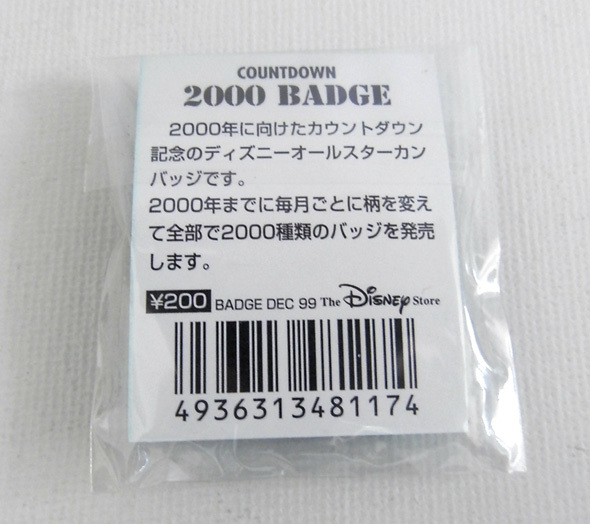 COUNTDOWN
2000 BADGE
2000年に向けたカウントダウン
記念のディズニーオールスターカン
バッジです。
2000年までに毎月ごとに柄を変え
て全部で2000種類のバッジを発売
します。
¥200 BADGE DEC 99 The Disney Store
4936313481174